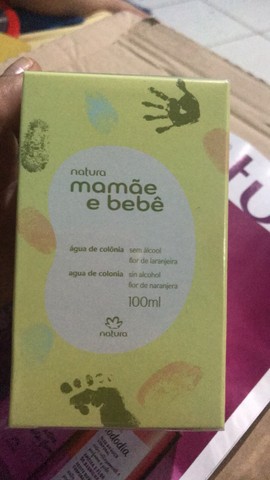 natura
mamãe
e bebê
água de colônia sem álcool
flor de laranjeira
agua de colonia sin alcohol
flor de naranjera
100ml
natura